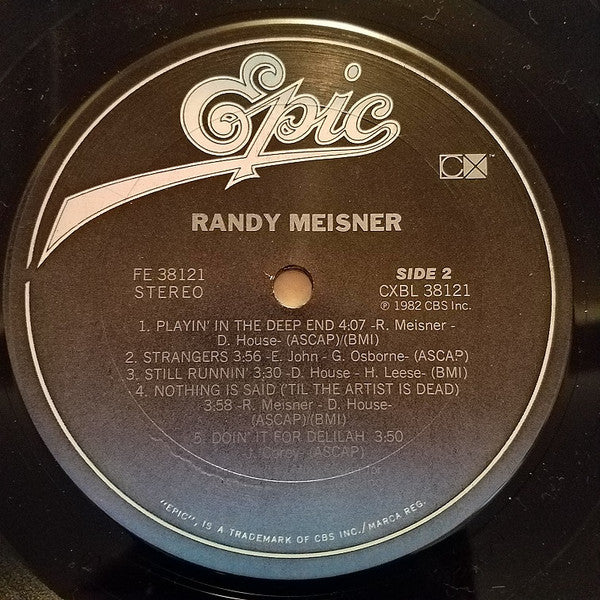 Epic
CX ™
RANDY MEISNER
FE 38121
STEREO
SIDE 2
CXBL 38121
℗ 1982 CBS Inc.
1. PLAYIN' IN THE DEEP END 4:07 -R. Meisner -
D. House- (ASCAP)/(BMI)
2. STRANGERS 3:56 -E. John - G. Osborne- (ASCAP)
3. STILL RUNNIN' 3:30 -D. House - H. Leese- (BMI)
4. NOTHING IS SAID ('TIL THE ARTIST IS DEAD)
3:58 -R. Meisner - D. House-
(ASCAP)/(BMI)
5. DOIN' IT FOR DELILAH 3:50
-J. Corey- (ASCAP)
"EPIC", IS A TRADEMARK OF CBS INC./MARCA REG.